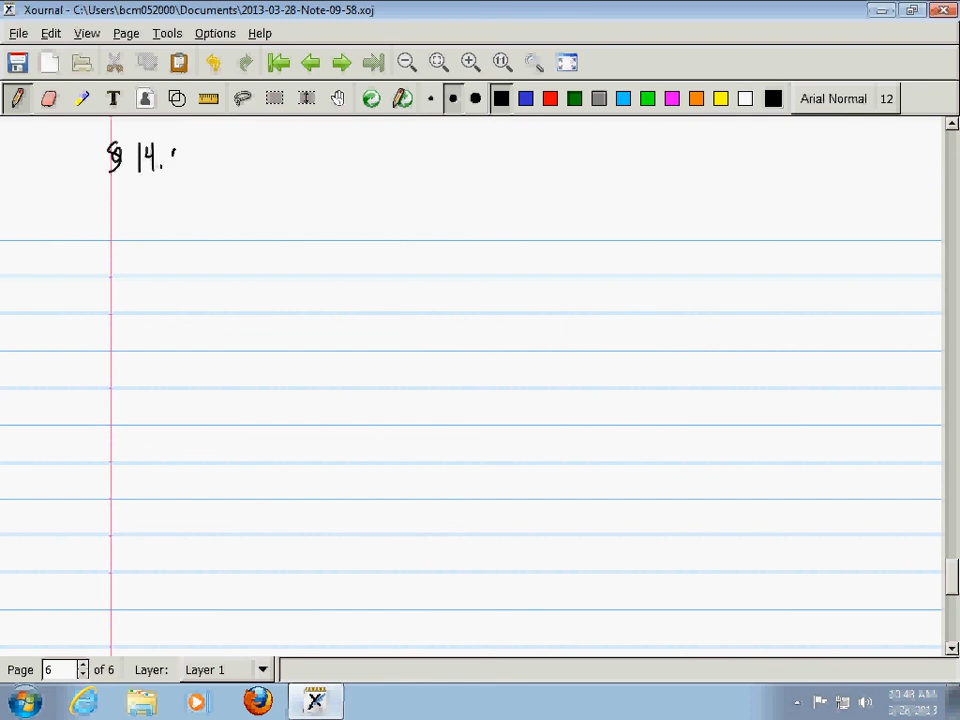 Xournal - C:\Users\bcm052000\Documents\2013-03-28-Note-09-58.xoj
File Edit View Page Tools Options Help
Arial Normal 12
§ 14.
Page 6 of 6 Layer: Layer 1